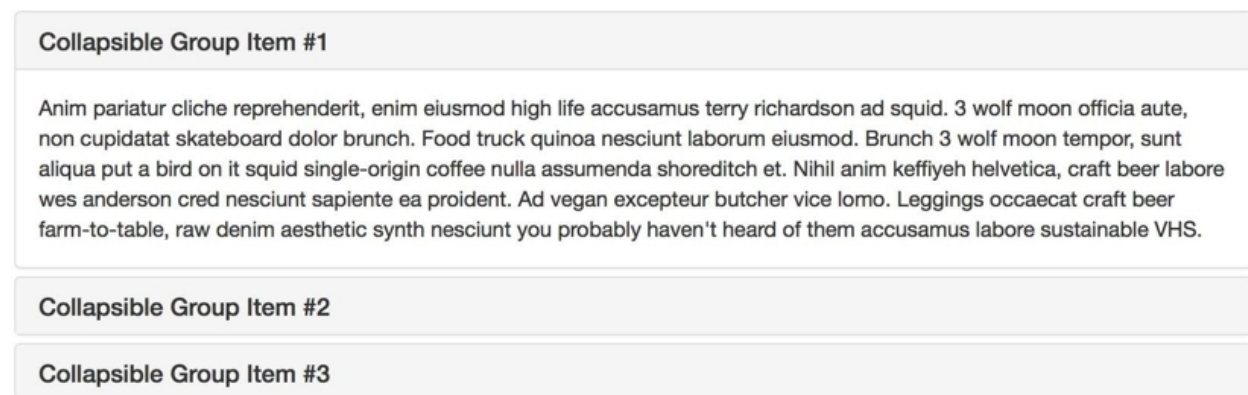 Collapsible Group Item #1
Anim pariatur cliche reprehenderit, enim eiusmod high life accusamus terry richardson ad squid. 3 wolf moon officia aute,
non cupidatat skateboard dolor brunch. Food truck quinoa nesciunt laborum eiusmod. Brunch 3 wolf moon tempor, sunt
aliqua put a bird on it squid single-origin coffee nulla assumenda shoreditch et. Nihil anim keffiyeh helvetica, craft beer labore
wes anderson cred nesciunt sapiente ea proident. Ad vegan excepteur butcher vice lomo. Leggings occaecat craft beer
farm-to-table, raw denim aesthetic synth nesciunt you probably haven't heard of them accusamus labore sustainable VHS.
Collapsible Group Item #2
Collapsible Group Item #3